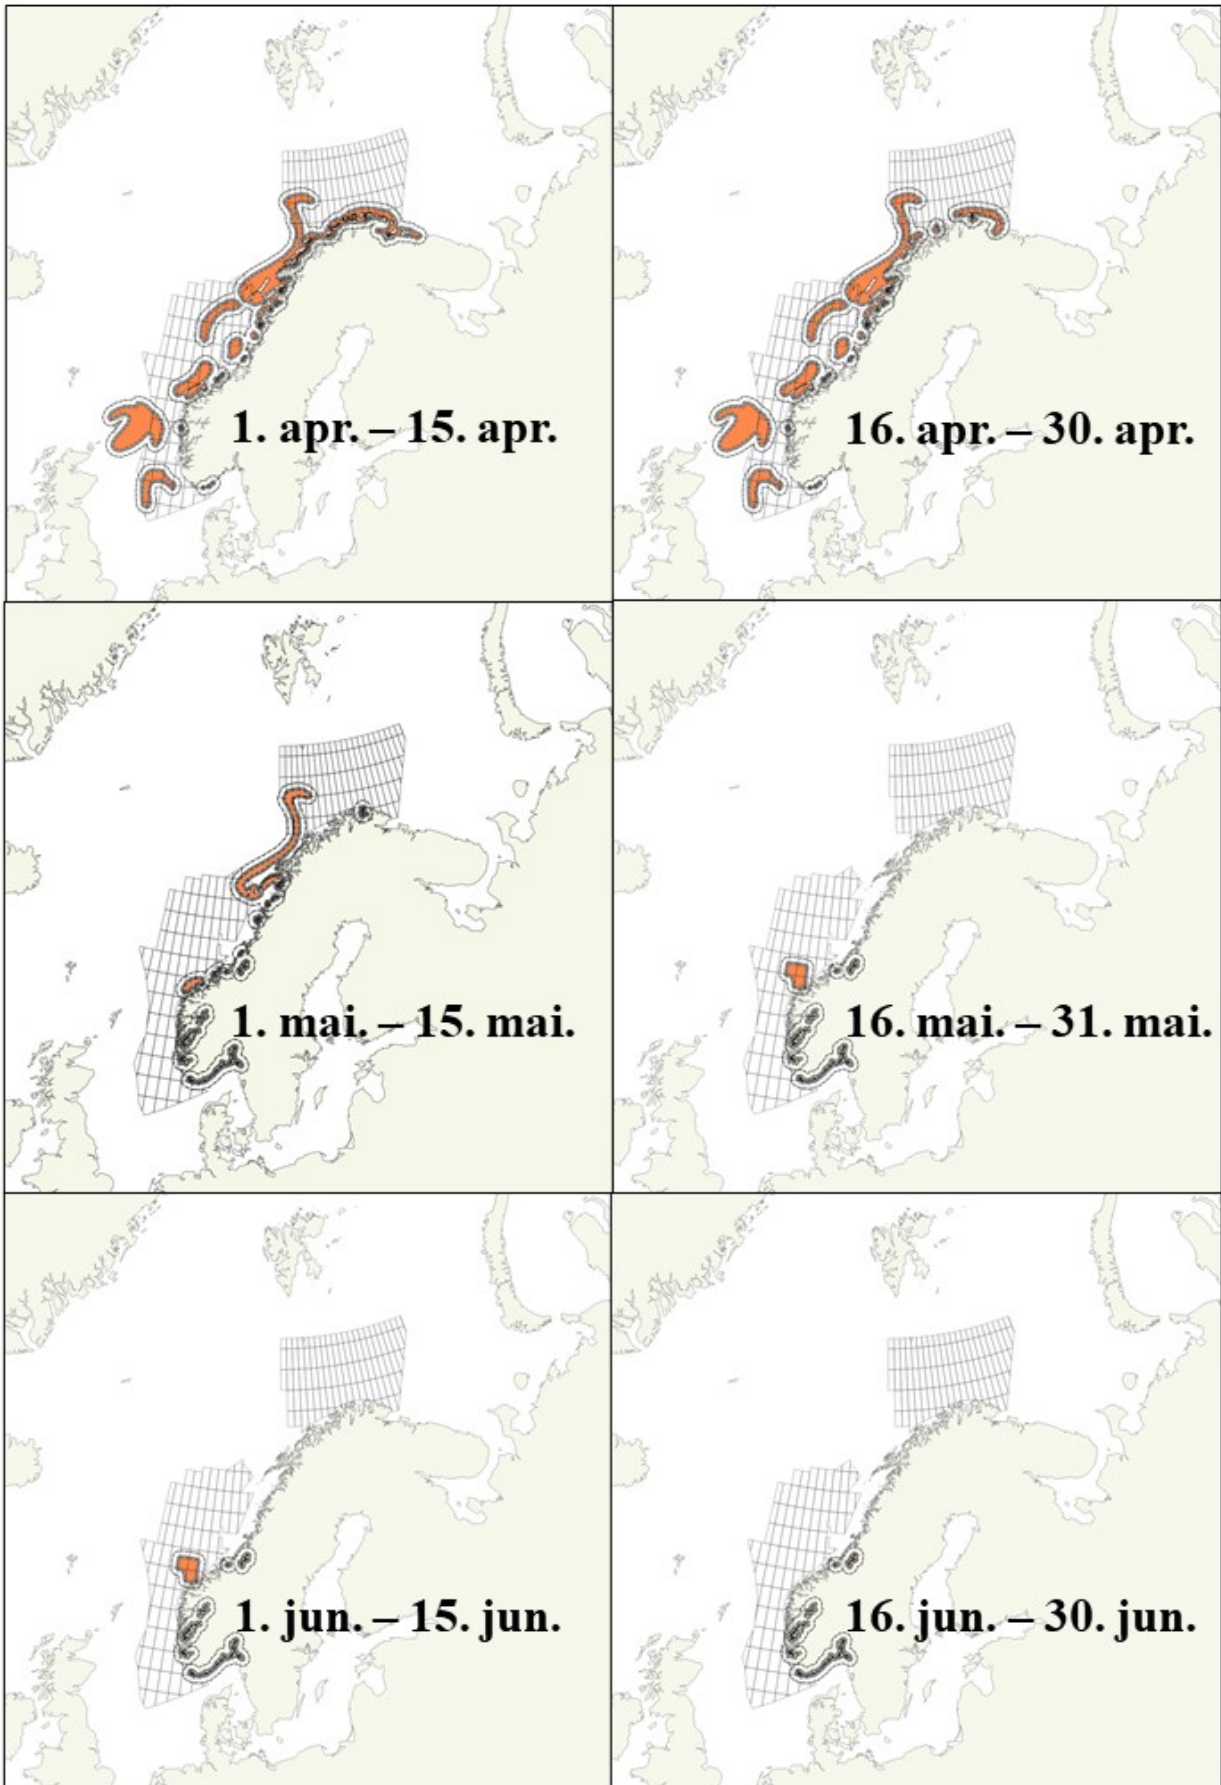 1. apr. – 15. apr.
16. apr. – 30. apr.
1. mai. – 15. mai.
16. mai. – 31. mai.
1. jun. – 15. jun.
16. jun. – 30. jun.